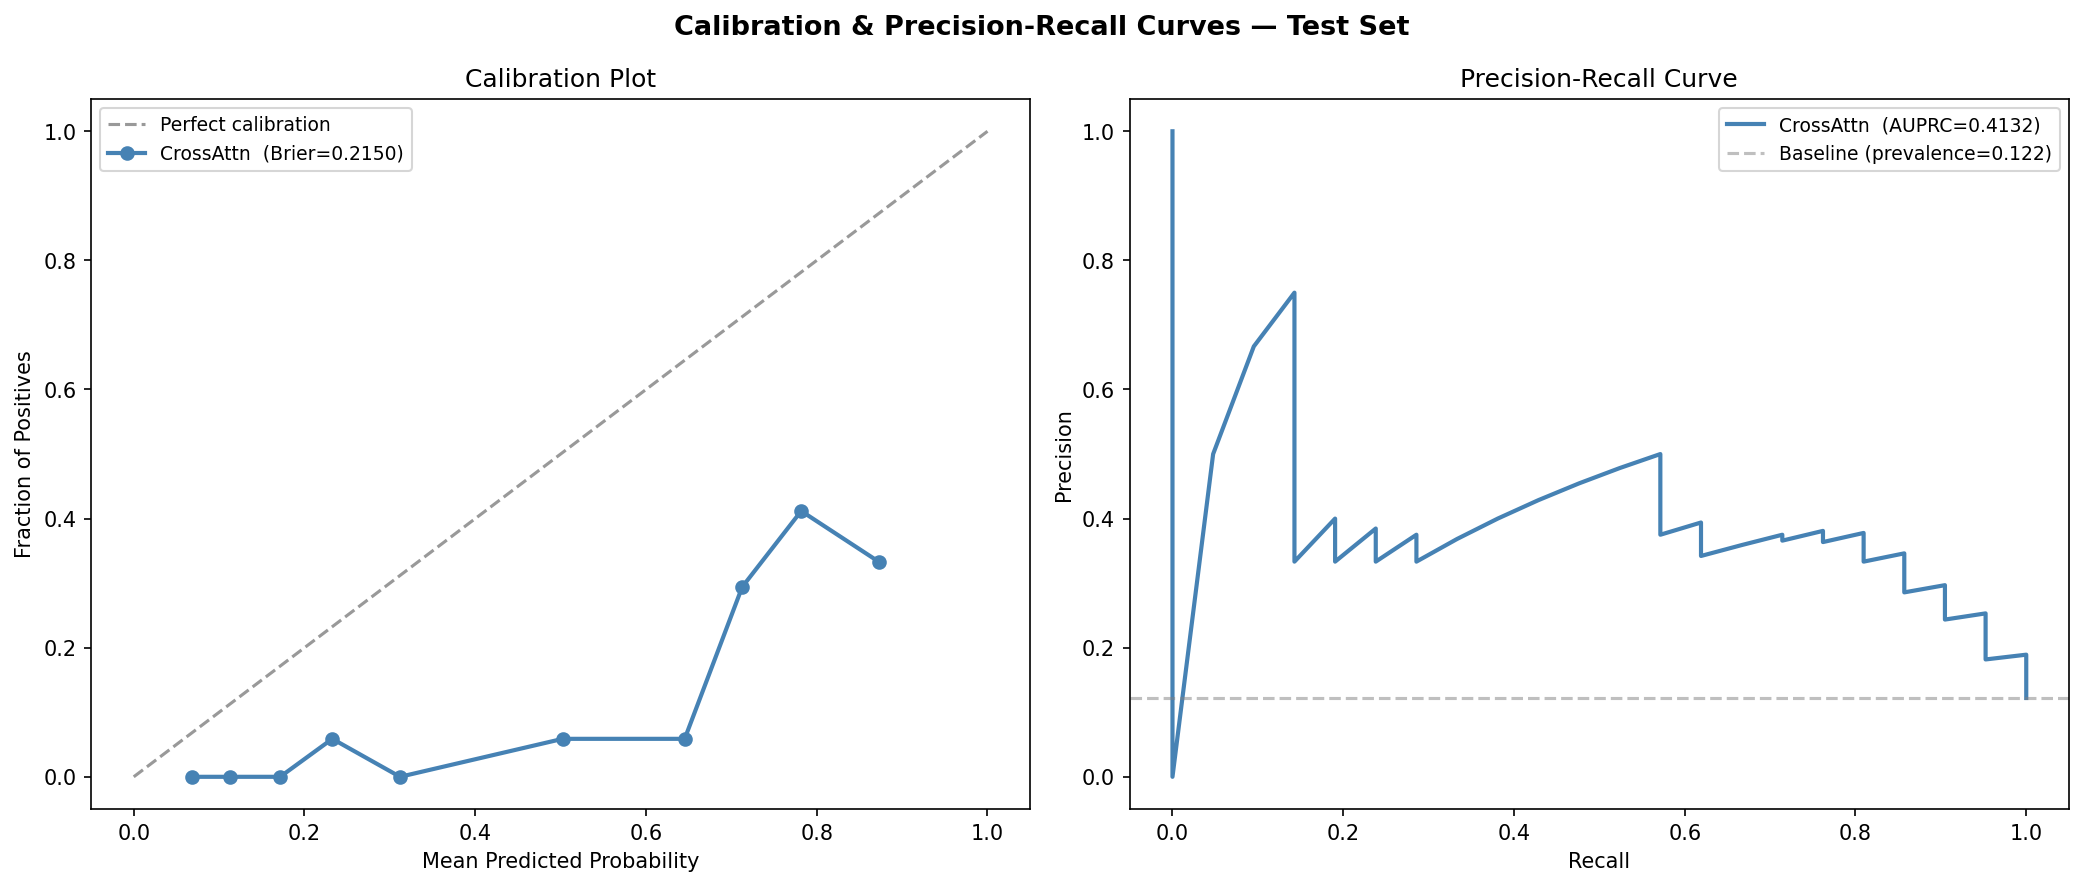 Calibration & Precision-Recall Curves — Test Set
Calibration Plot
Perfect calibration
CrossAttn (Brier=0.2150)
Fraction of Positives
1.0
0.8
0.6
0.4
0.2
0.0
0.0 0.2 0.4 0.6 0.8 1.0
Mean Predicted Probability
Precision-Recall Curve
CrossAttn (AUPRC=0.4132)
Baseline (prevalence=0.122)
Precision
1.0
0.8
0.6
0.4
0.2
0.0
0.0 0.2 0.4 0.6 0.8 1.0
Recall